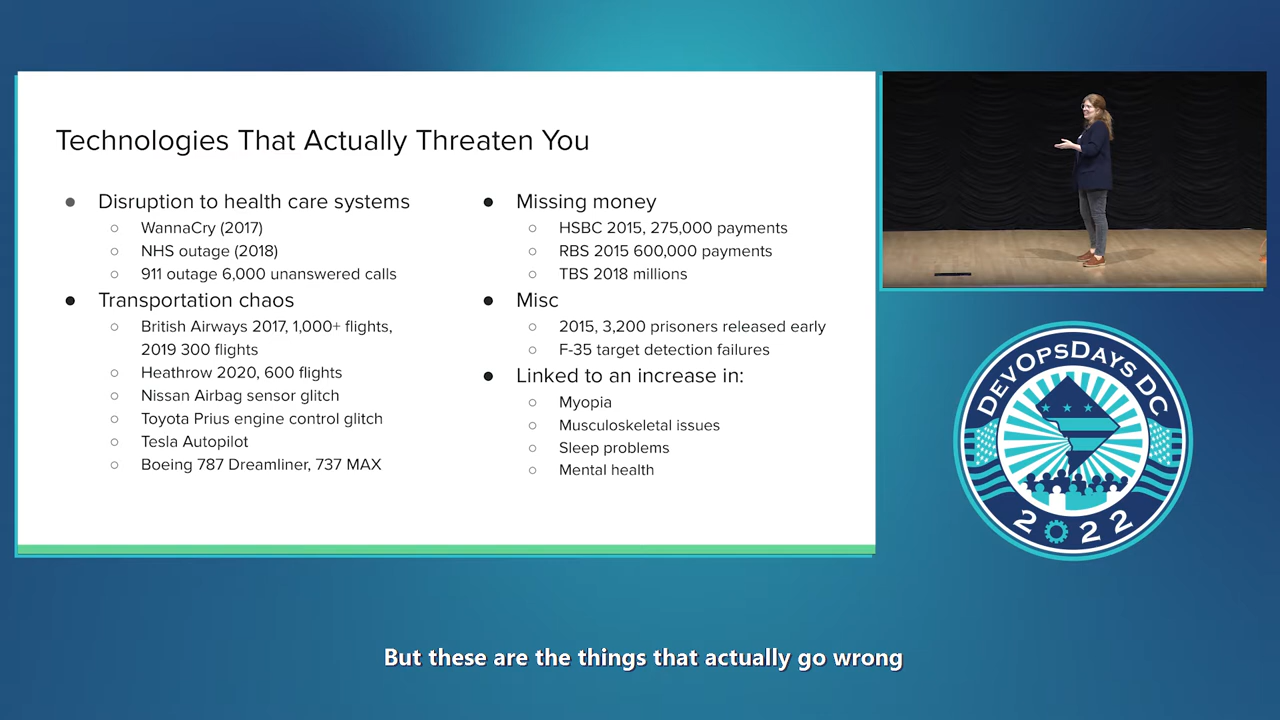 Technologies That Actually Threaten You
● Disruption to health care systems
○ WannaCry (2017)
○ NHS outage (2018)
○ 911 outage 6,000 unanswered calls
● Transportation chaos
○ British Airways 2017, 1,000+ flights,
2019 300 flights
○ Heathrow 2020, 600 flights
○ Nissan Airbag sensor glitch
○ Toyota Prius engine control glitch
○ Tesla Autopilot
○ Boeing 787 Dreamliner, 737 MAX
● Missing money
○ HSBC 2015, 275,000 payments
○ RBS 2015 600,000 payments
○ TBS 2018 millions
● Misc
○ 2015, 3,200 prisoners released early
○ F-35 target detection failures
● Linked to an increase in:
○ Myopia
○ Musculoskeletal issues
○ Sleep problems
○ Mental health
DEVOPSDAYS DC
2022
But these are the things that actually go wrong